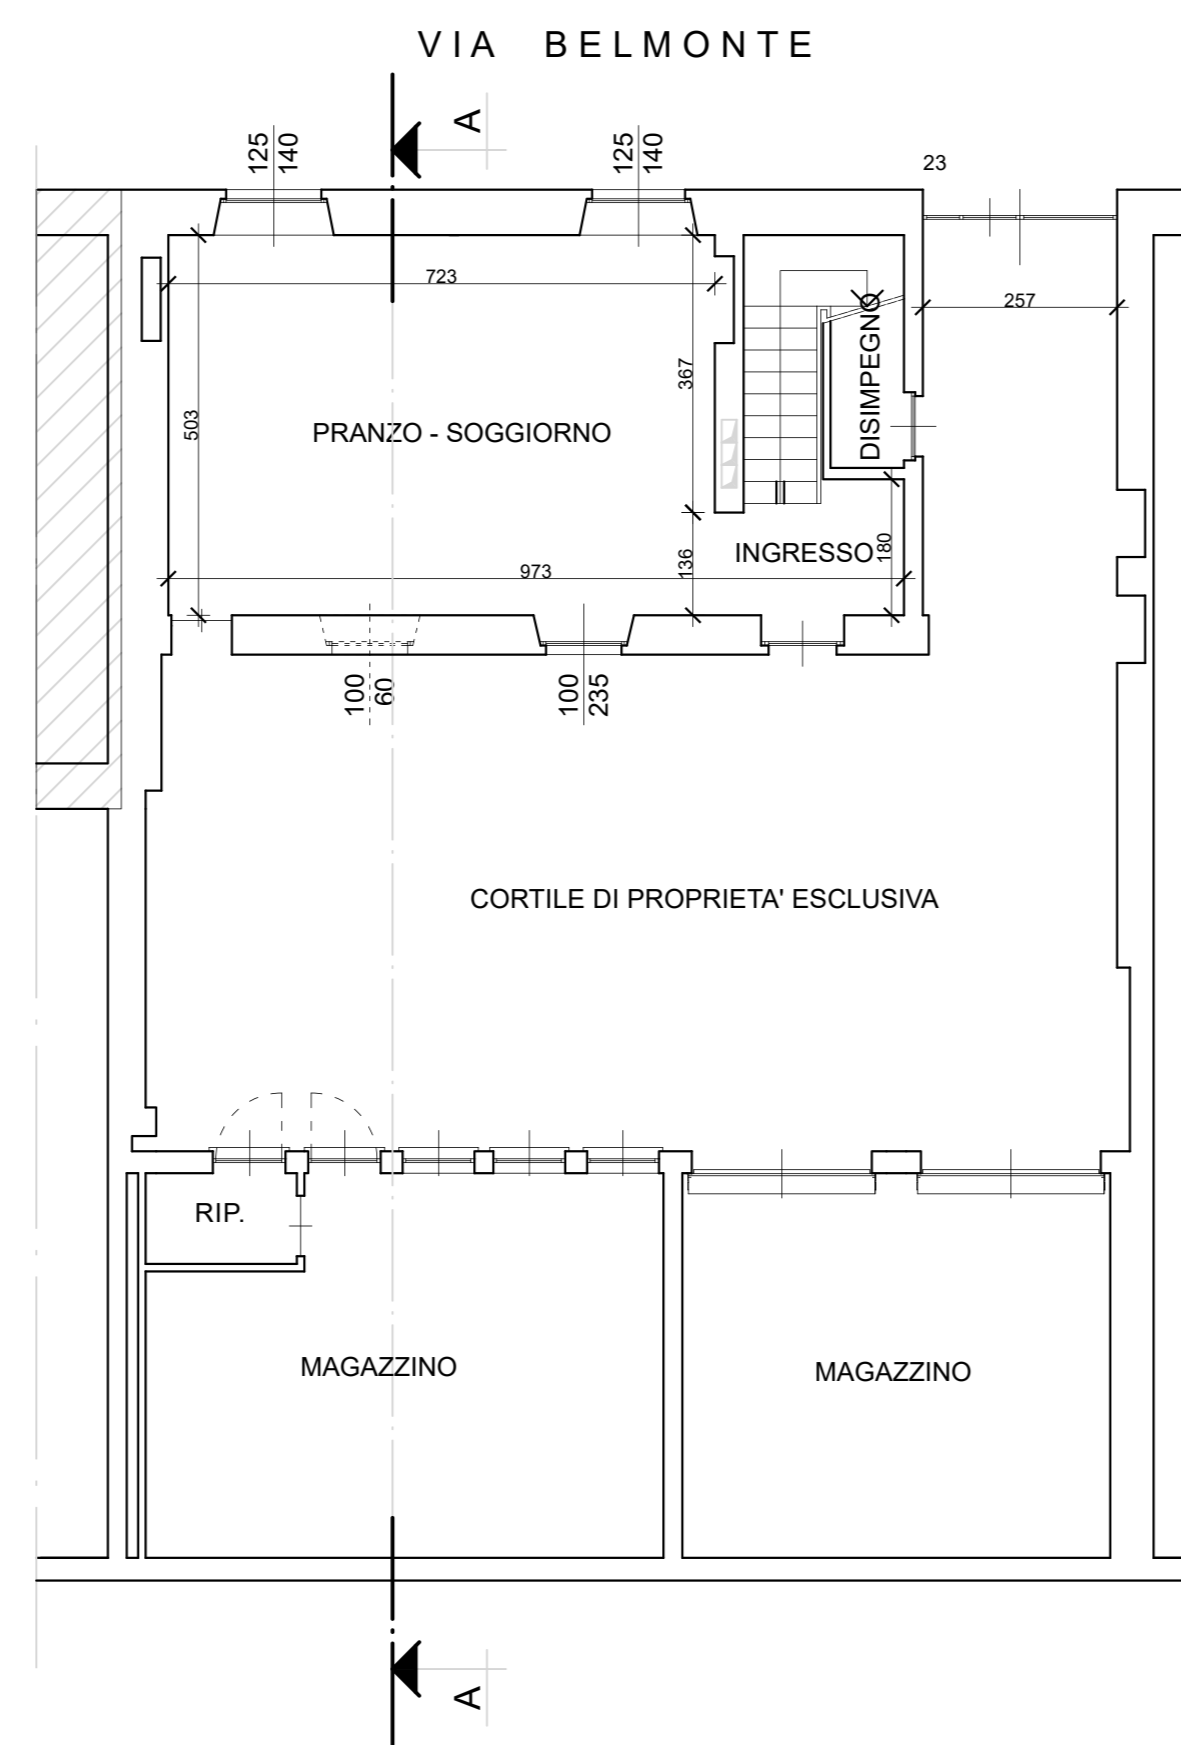 VIA BELMONTE
A
125
140
125
140
23
723
257
503
367
PRANZO - SOGGIORNO
DISIMPEGNO
INGRESSO
180
136
973
100
60
100
235
CORTILE DI PROPRIETA' ESCLUSIVA
RIP.
MAGAZZINO
MAGAZZINO
A